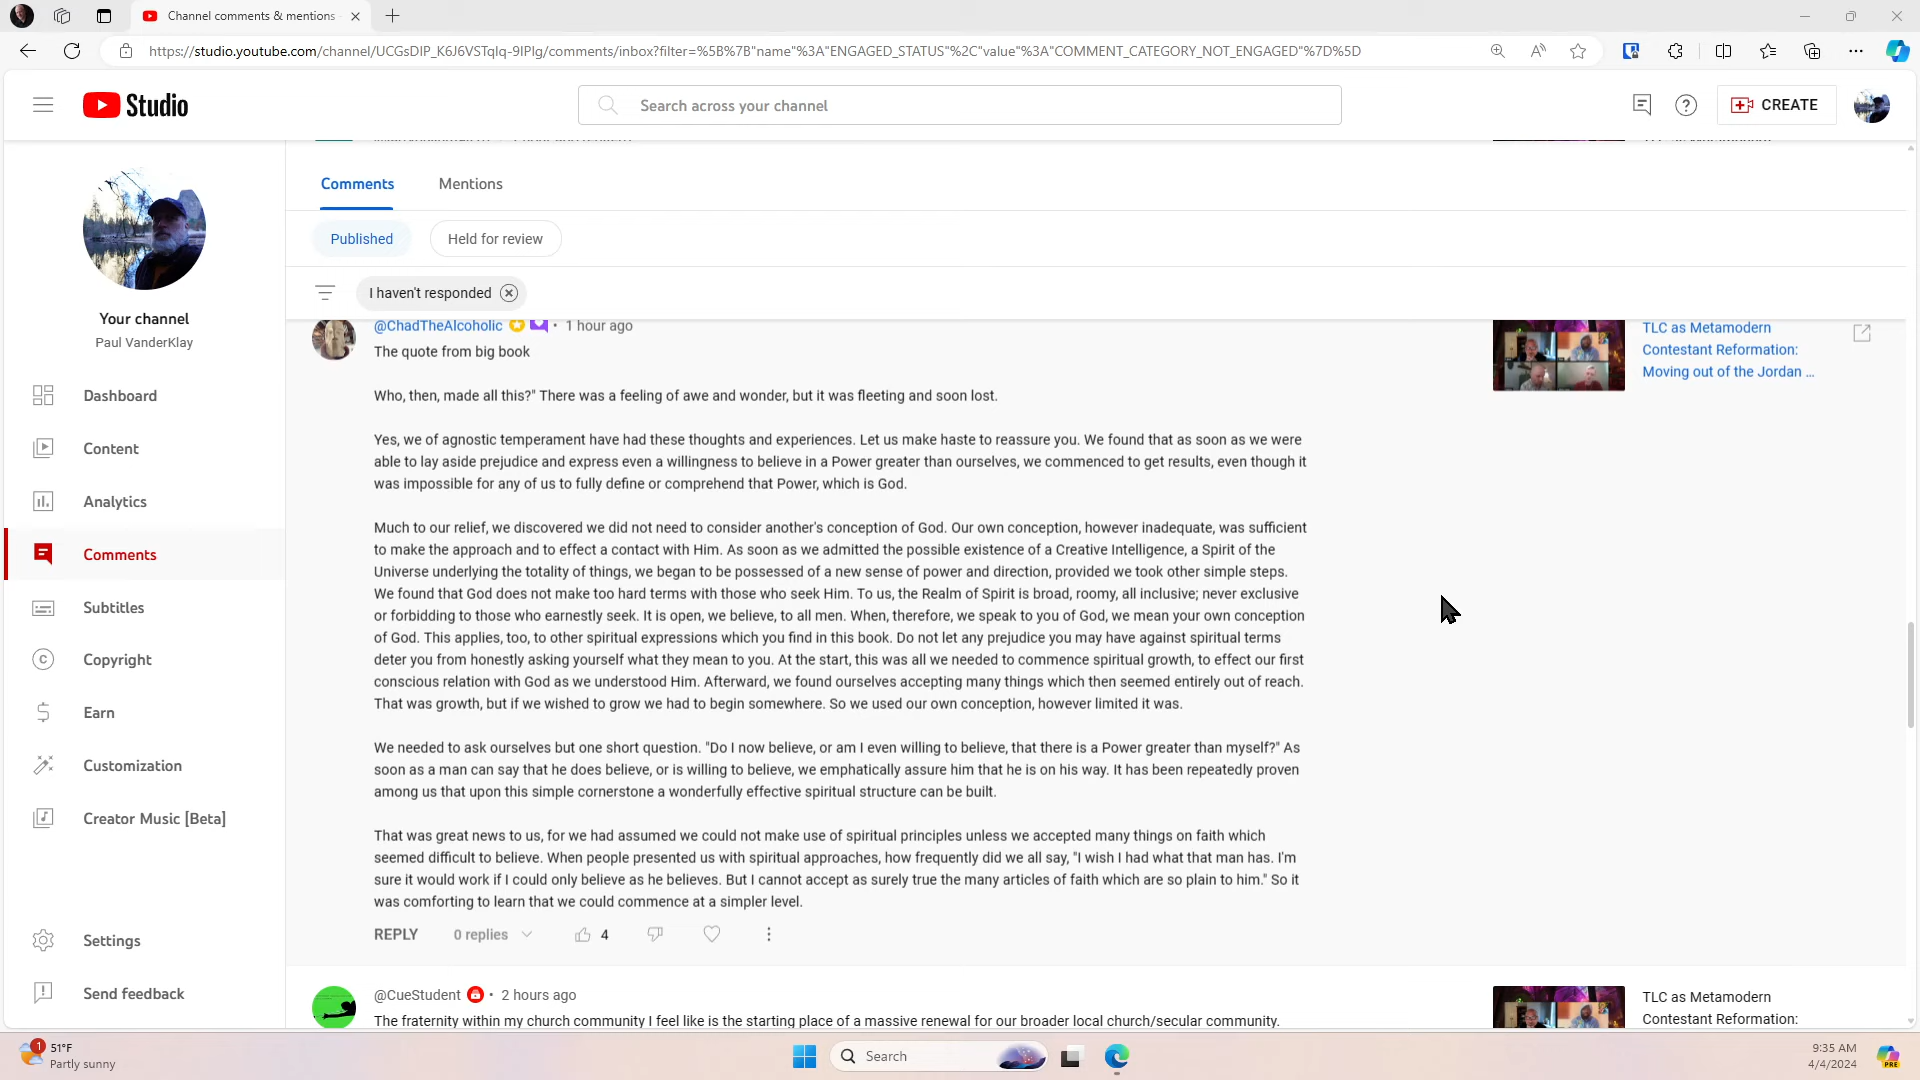 Channel comments & mentions
https://studio.youtube.com/channel/UCGsDIP_K6J6VSTqlq-9IPlg/comments/inbox?filter=%5B%7B"name"%3A"ENGAGED_STATUS"%2C"value"%3A"COMMENT_CATEGORY_NOT_ENGAGED"%7D%5D
Studio
Search across your channel
CREATE
Comments
Mentions
Published
Held for review
I haven't responded
Your channel
Paul VanderKlay
Dashboard
Content
Analytics
Comments
Subtitles
Copyright
Earn
Customization
Creator Music [Beta]
Settings
Send feedback
@ChadTheAlcoholic • 1 hour ago
The quote from big book
Who, then, made all this?" There was a feeling of awe and wonder, but it was fleeting and soon lost.
Yes, we of agnostic temperament have had these thoughts and experiences. Let us make haste to reassure you. We found that as soon as we were
able to lay aside prejudice and express even a willingness to believe in a Power greater than ourselves, we commenced to get results, even though it
was impossible for any of us to fully define or comprehend that Power, which is God.
Much to our relief, we discovered we did not need to consider another's conception of God. Our own conception, however inadequate, was sufficient
to make the approach and to effect a contact with Him. As soon as we admitted the possible existence of a Creative Intelligence, a Spirit of the
Universe underlying the totality of things, we began to be possessed of a new sense of power and direction, provided we took other simple steps.
We found that God does not make too hard terms with those who seek Him. To us, the Realm of Spirit is broad, roomy, all inclusive; never exclusive
or forbidding to those who earnestly seek. It is open, we believe, to all men. When, therefore, we speak to you of God, we mean your own conception
of God. This applies, too, to other spiritual expressions which you find in this book. Do not let any prejudice you may have against spiritual terms
deter you from honestly asking yourself what they mean to you. At the start, this was all we needed to commence spiritual growth, to effect our first
conscious relation with God as we understood Him. Afterward, we found ourselves accepting many things which then seemed entirely out of reach.
That was growth, but if we wished to grow we had to begin somewhere. So we used our own conception, however limited it was.
We needed to ask ourselves but one short question. "Do I now believe, or am I even willing to believe, that there is a Power greater than myself?" As
soon as a man can say that he does believe, or is willing to believe, we emphatically assure him that he is on his way. It has been repeatedly proven
among us that upon this simple cornerstone a wonderfully effective spiritual structure can be built.
That was great news to us, for we had assumed we could not make use of spiritual principles unless we accepted many things on faith which
seemed difficult to believe. When people presented us with spiritual approaches, how frequently did we all say, "I wish I had what that man has. I'm
sure it would work if I could only believe as he believes. But I cannot accept as surely true the many articles of faith which are so plain to him." So it
was comforting to learn that we could commence at a simpler level.
REPLY
0 replies
4
TLC as Metamodern
Contestant Reformation:
Moving out of the Jordan ...
@CueStudent • 2 hours ago
The fraternity within my church community I feel like is the starting place of a massive renewal for our broader local church/secular community.
TLC as Metamodern
Contestant Reformation:
1
51°F
Partly sunny
Search
9:35 AM
4/4/2024
PRE